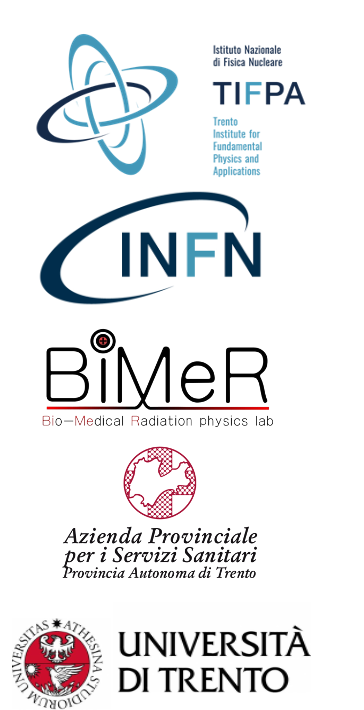 Istituto Nazionale
di Fisica Nucleare
TIFPA
Trento
Institute for
Fundamental
Physics and
Applications
INFN
BiMeR
Bio-Medical Radiation physics lab
Azienda Provinciale
per i Servizi Sanitari
Provincia Autonoma di Trento
UNIVERSITAS ATHESINA STUDIORUM
UNIVERSITÀ
DI TRENTO